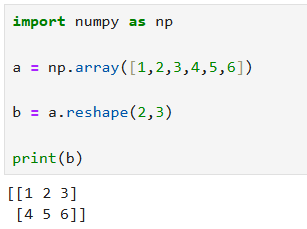 import numpy as np
a = np.array([1,2,3,4,5,6])
b = a.reshape(2,3)
print(b)
[[1 2 3]
 [4 5 6]]